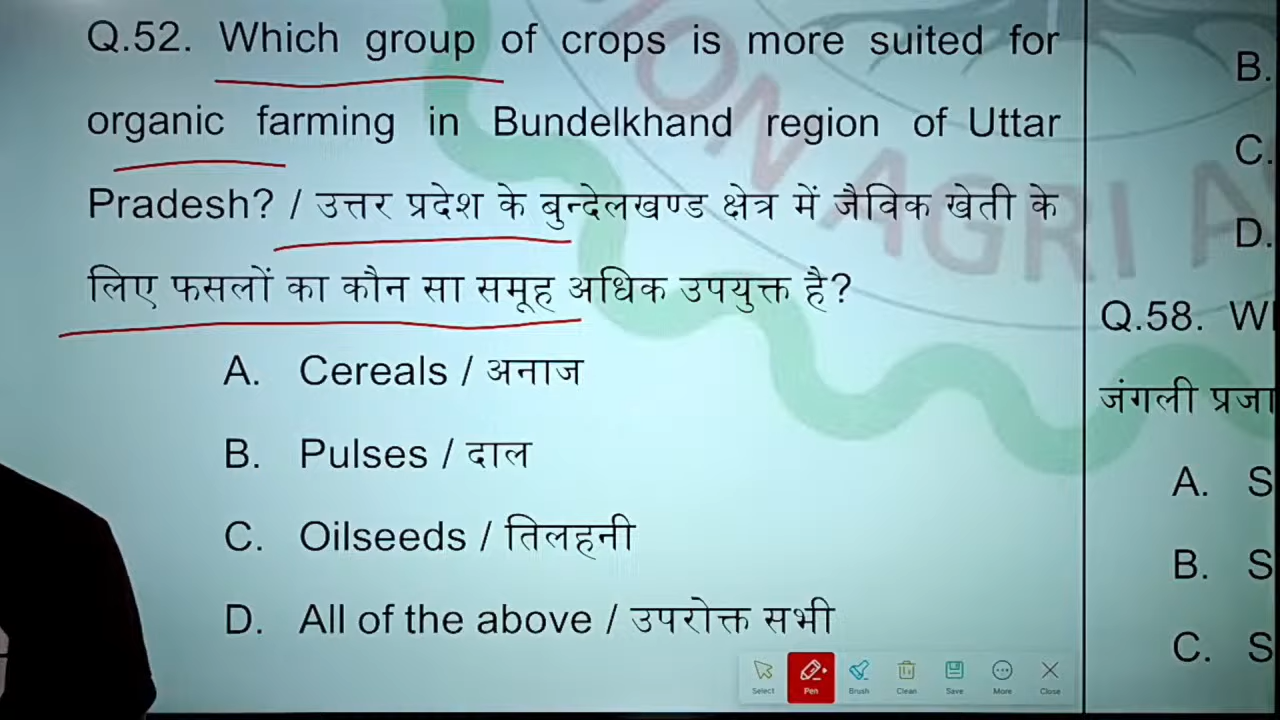 Q.52. Which group of crops is more suited for
organic farming in Bundelkhand region of Uttar
Pradesh? / उत्तर प्रदेश के बुन्देलखण्ड क्षेत्र में जैविक खेती के
लिए फसलों का कौन सा समूह अधिक उपयुक्त है?
A. Cereals / अनाज
B. Pulses / दाल
C. Oilseeds / तिलहनी
D. All of the above / उपरोक्त सभी
B.
C.
D.
Q.58.
जंगली
A. S
B. S
C. S
AGRI
Select Pen Brush Clean Save More Close